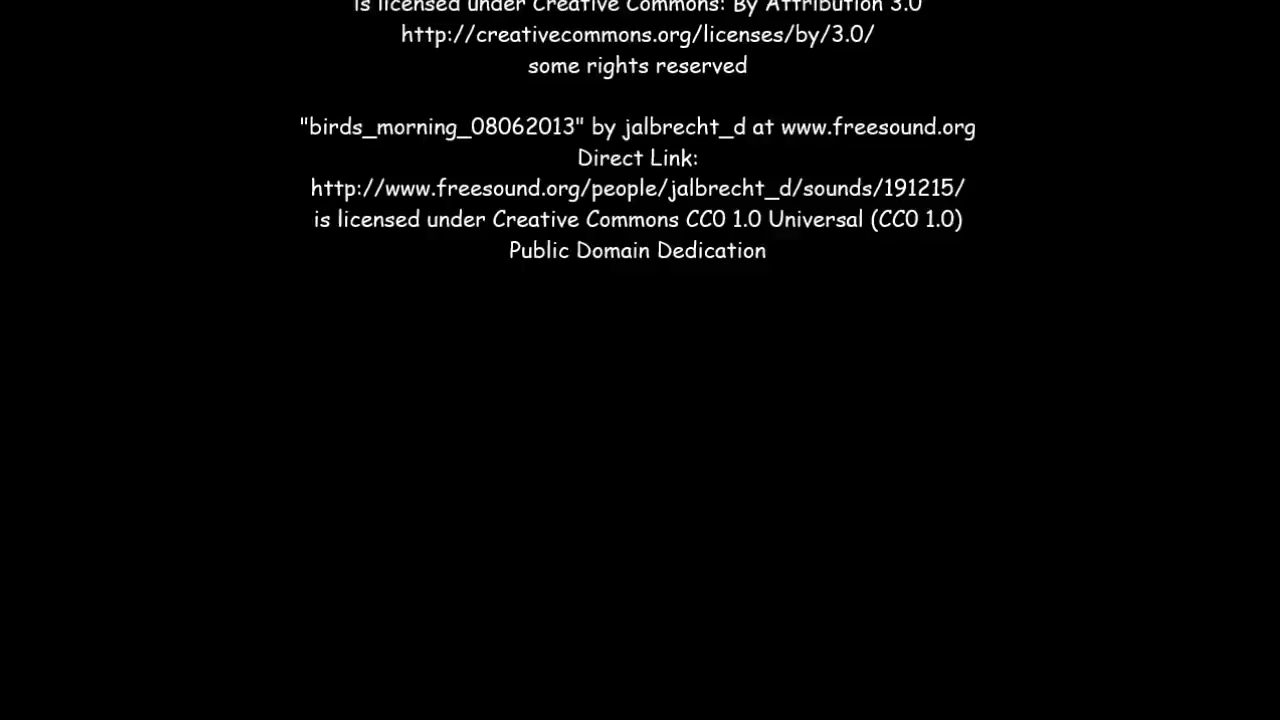 is licensed under Creative Commons: By Attribution 3.0
http://creativecommons.org/licenses/by/3.0/
some rights reserved
"birds_morning_08062013" by jalbrecht_d at www.freesound.org
Direct Link:
http://www.freesound.org/people/jalbrecht_d/sounds/191215/
is licensed under Creative Commons CC0 1.0 Universal (CC0 1.0)
Public Domain Dedication